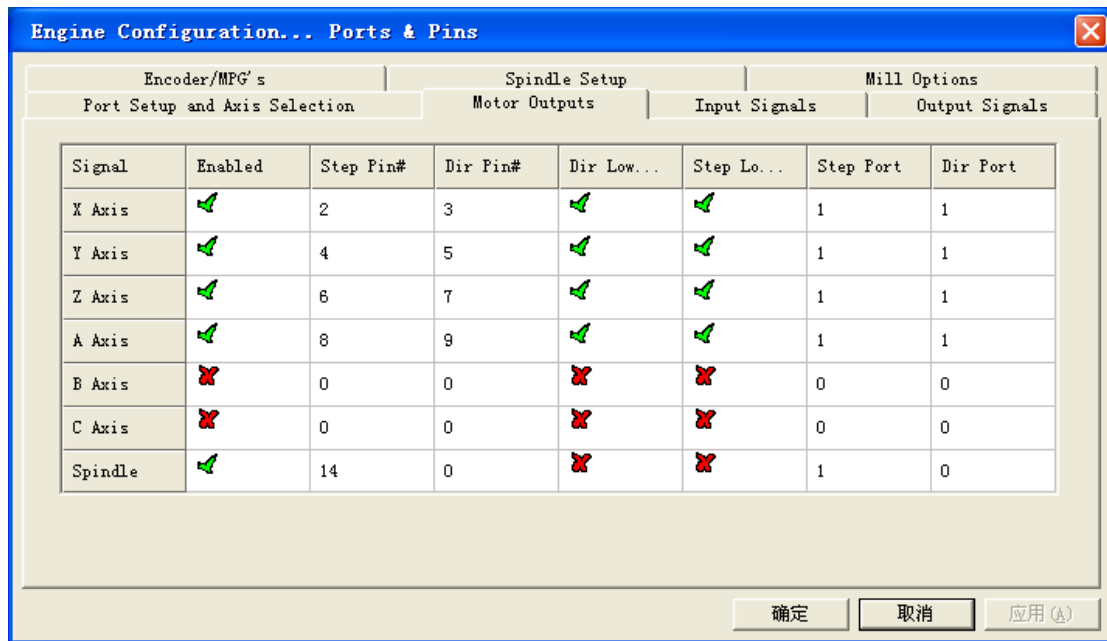 Engine Configuration... Ports & Pins
Encoder/MPG's Spindle Setup Mill Options
Port Setup and Axis Selection Motor Outputs Input Signals Output Signals
Signal Enabled Step Pin# Dir Pin# Dir Low... Step Lo... Step Port Dir Port
X Axis 2 3 1 1
Y Axis 4 5 1 1
Z Axis 6 7 1 1
A Axis 8 9 1 1
B Axis 0 0 0 0
C Axis 0 0 0 0
Spindle 14 0 1 0
确定 取消 应用(A)